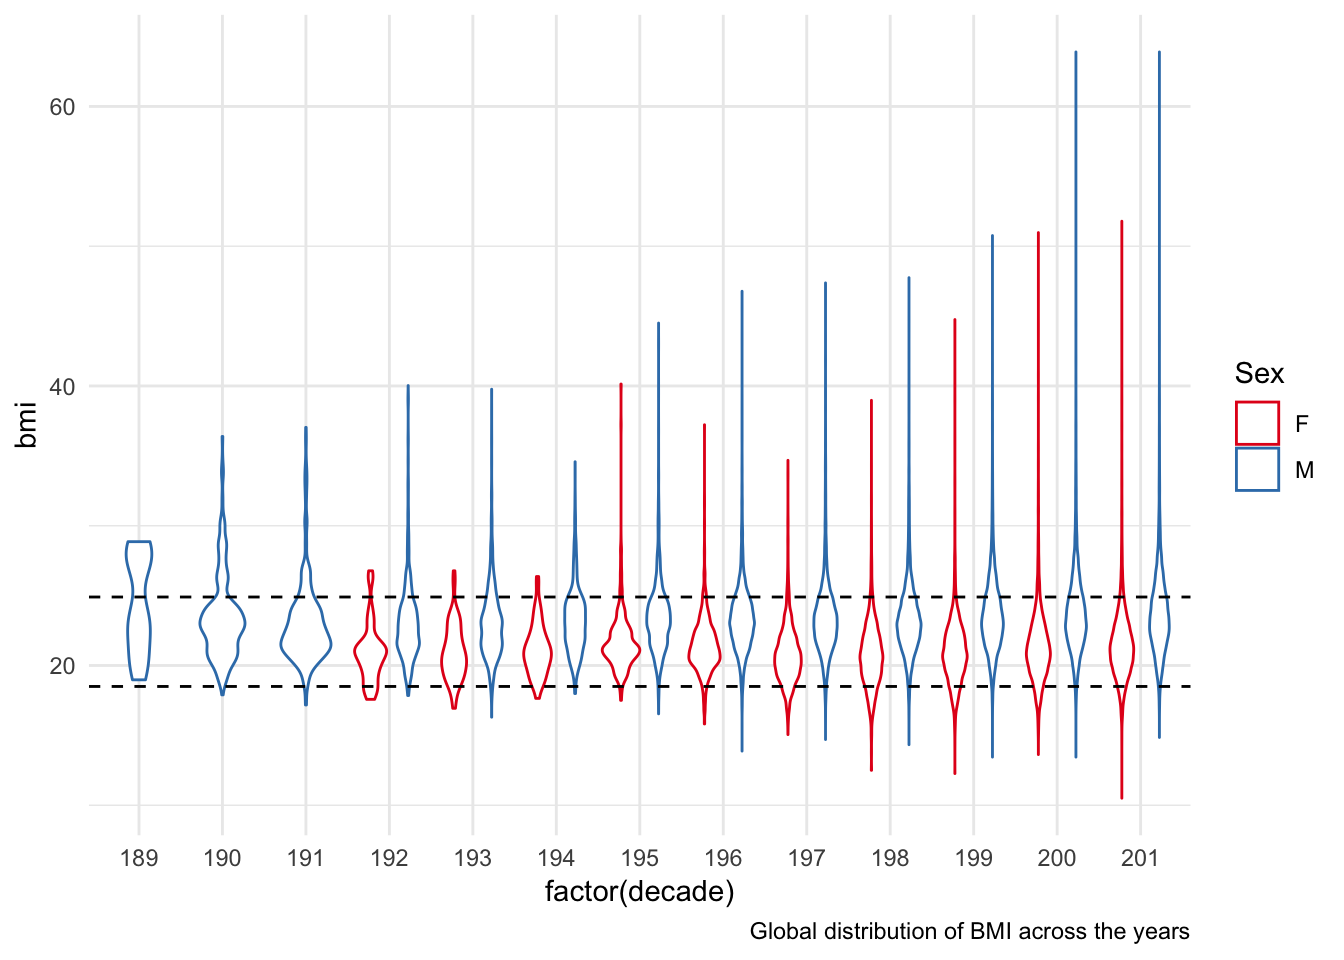 60
40
20
bmi
189 190 191 192 193 194 195 196 197 198 199 200 201
factor(decade)
Global distribution of BMI across the years
Sex
F
M